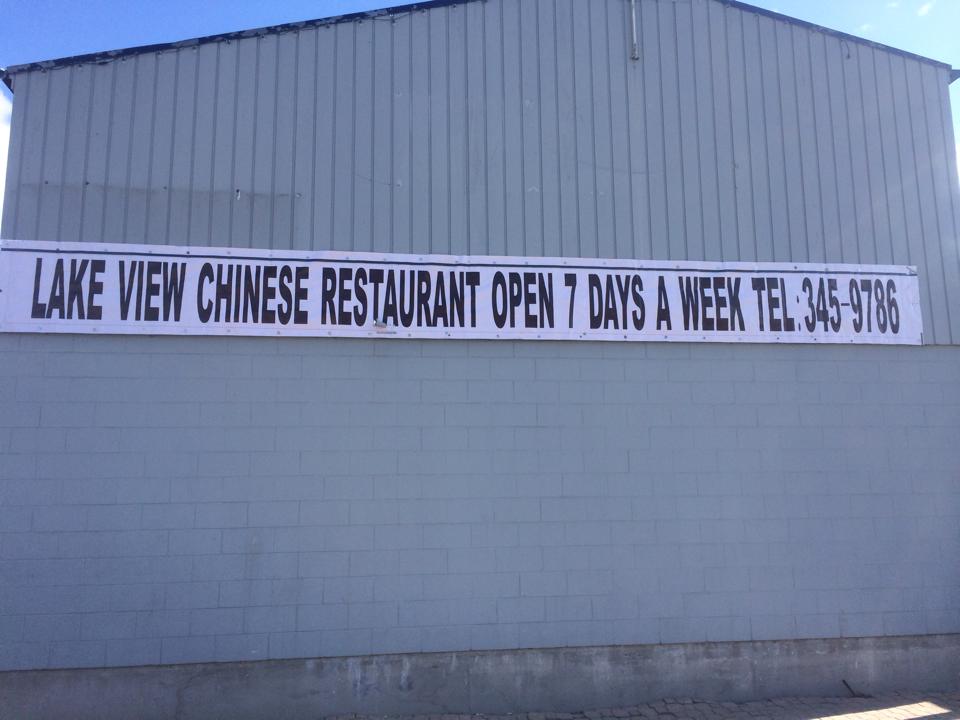 LAKE VIEW CHINESE RESTAURANT OPEN 7 DAYS A WEEK TEL:345-9786